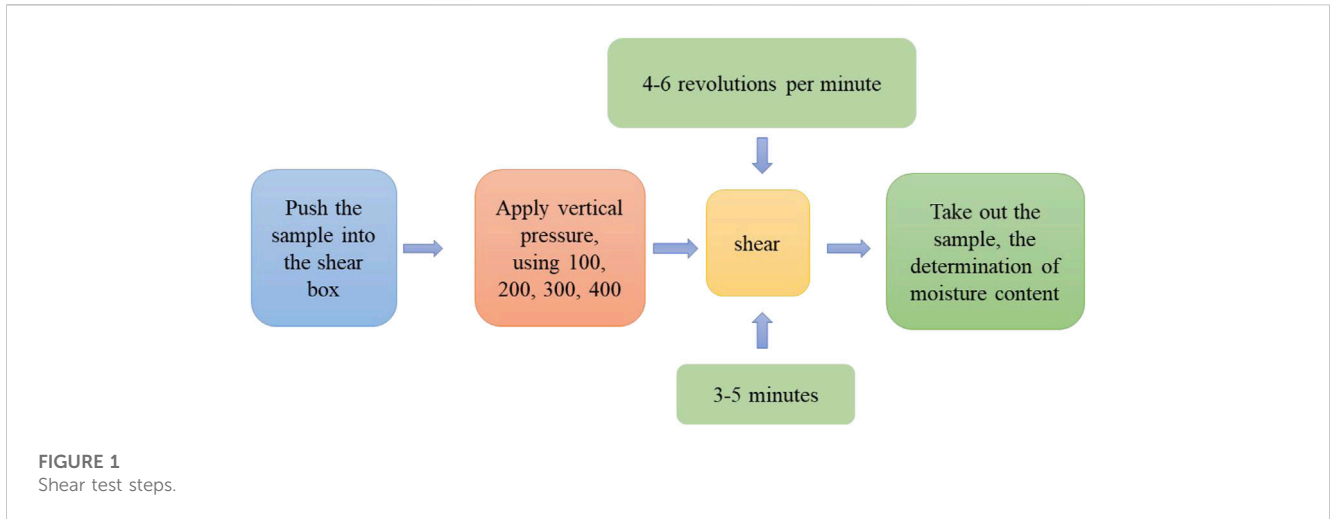 4-6 revolutions per minute
Push the
sample into
the shear
box
Apply vertical
pressure,
using 100,
200, 300, 400
shear
Take out the
sample, the
determination of
moisture content
3-5 minutes
FIGURE 1
Shear test steps.